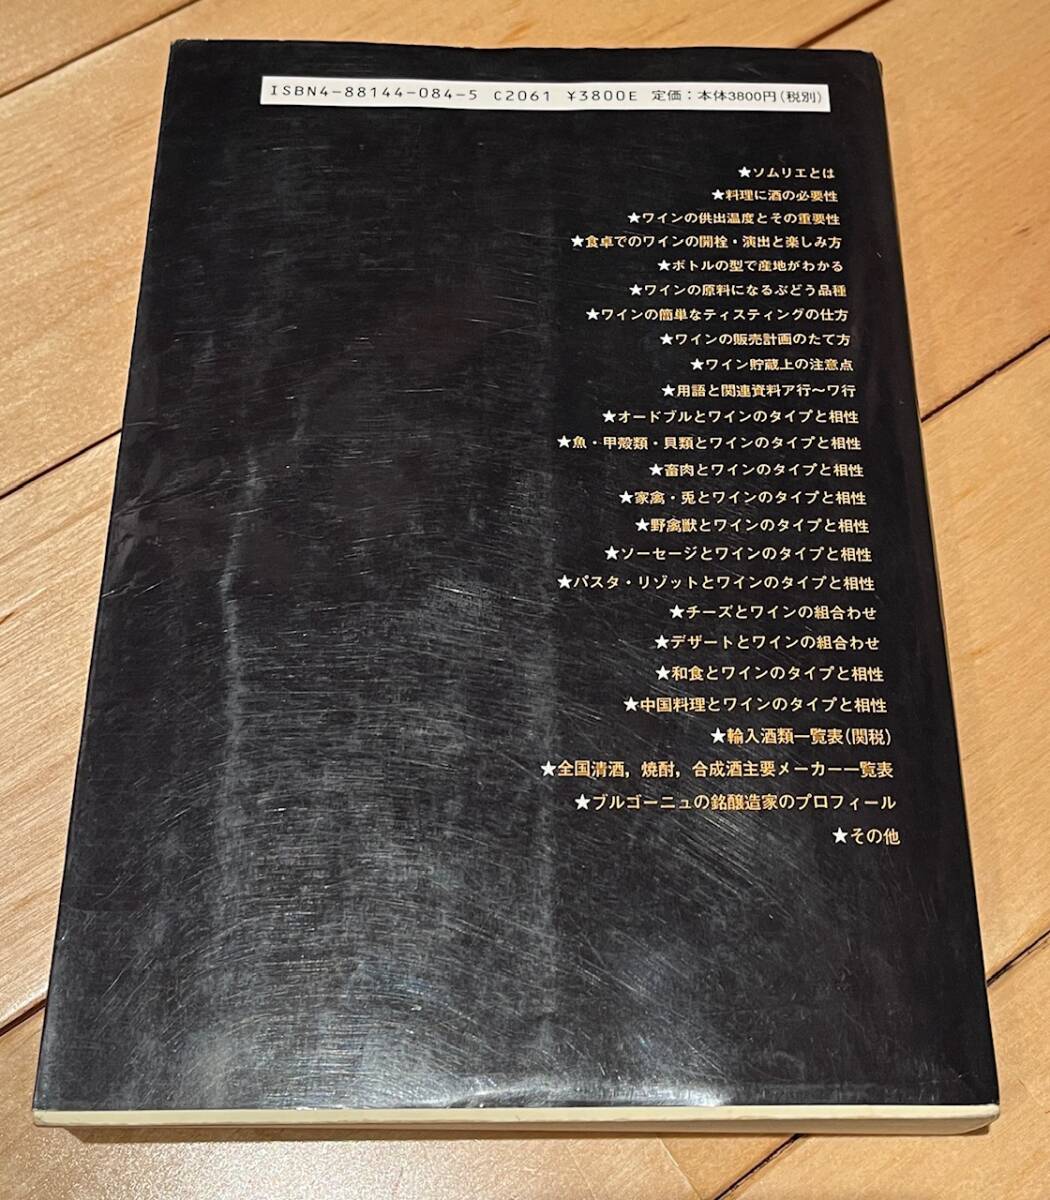 ISBN4-88144-084-5 C2061 ¥3800E 定価：本体3800円（税別）
★ソムリエとは
★料理に酒の必要性
★ワインの供出温度とその重要性
★食卓でのワインの開栓・演出と楽しみ方
★ボトルの型で産地がわかる
★ワインの原料になるぶどう品種
★ワインの簡単なティスティングの仕方
★ワインの販売計画のたて方
★ワイン貯蔵上の注意点
★用語と関連資料ア行〜ワ行
★オードブルとワインのタイプと相性
★魚・甲殻類・貝類とワインのタイプと相性
★畜肉とワインのタイプと相性
★家禽・兎とワインのタイプと相性
★野禽獣とワインのタイプと相性
★ソーセージとワインのタイプと相性
★パスタ・リゾットとワインのタイプと相性
★チーズとワインの組合わせ
★デザートとワインの組合わせ
★和食とワインのタイプと相性
★中国料理とワインのタイプと相性
★輸入酒類一覧表（関税）
★全国清酒，焼酎，合成酒主要メーカー一覧表
★ブルゴーニュの銘醸造家のプロフィール
★その他